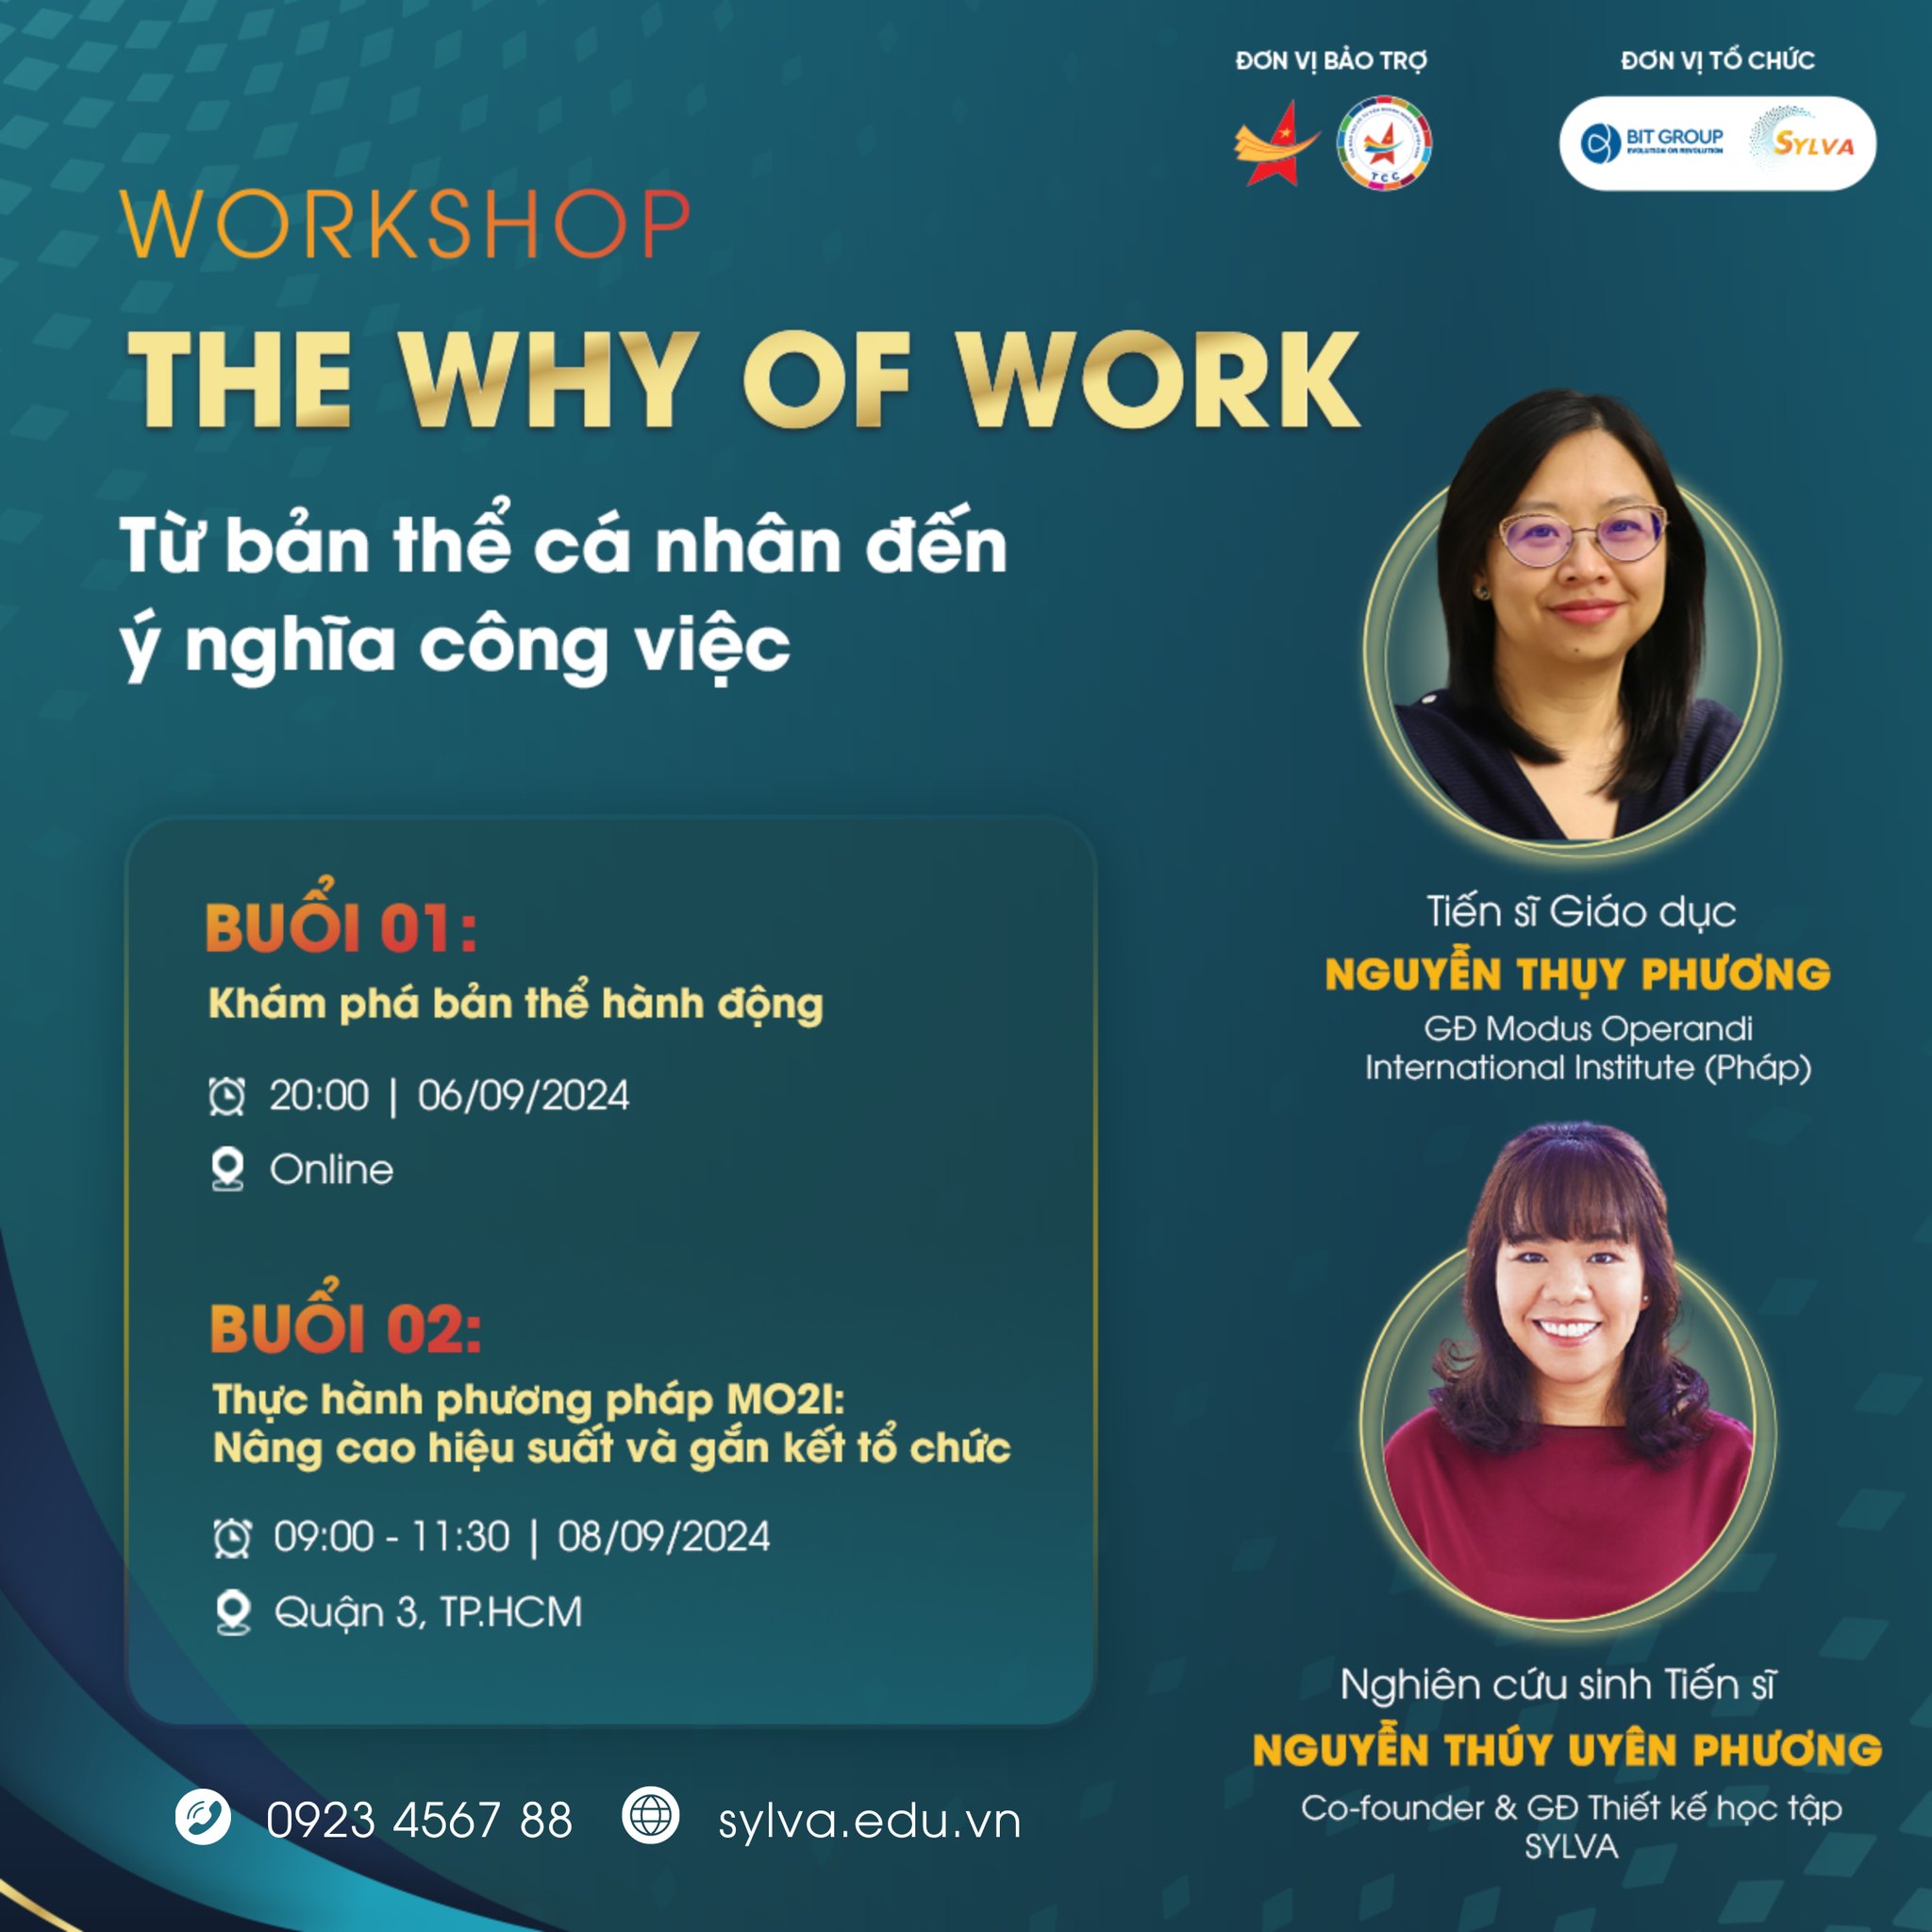 ĐƠN VỊ BẢO TRỢ
TCC
ĐƠN VỊ TỔ CHỨC
BIT GROUP
EVOLUTION OR REVOLUTION
SYLVA
WORKSHOP
THE WHY OF WORK
Từ bản thể cá nhân đến
ý nghĩa công việc
BUỔI 01:
Khám phá bản thể hành động
20:00 | 06/09/2024
Online
BUỔI 02:
Thực hành phương pháp MO2I:
Nâng cao hiệu suất và gắn kết tổ chức
09:00 - 11:30 | 08/09/2024
Quận 3, TP.HCM
0923 4567 88
sylva.edu.vn
Tiến sĩ Giáo dục
NGUYỄN THỤY PHƯƠNG
GĐ Modus Operandi
International Institute (Pháp)
Nghiên cứu sinh Tiến sĩ
NGUYỄN THÚY UYÊN PHƯƠNG
Co-founder & GĐ Thiết kế học tập
SYLVA